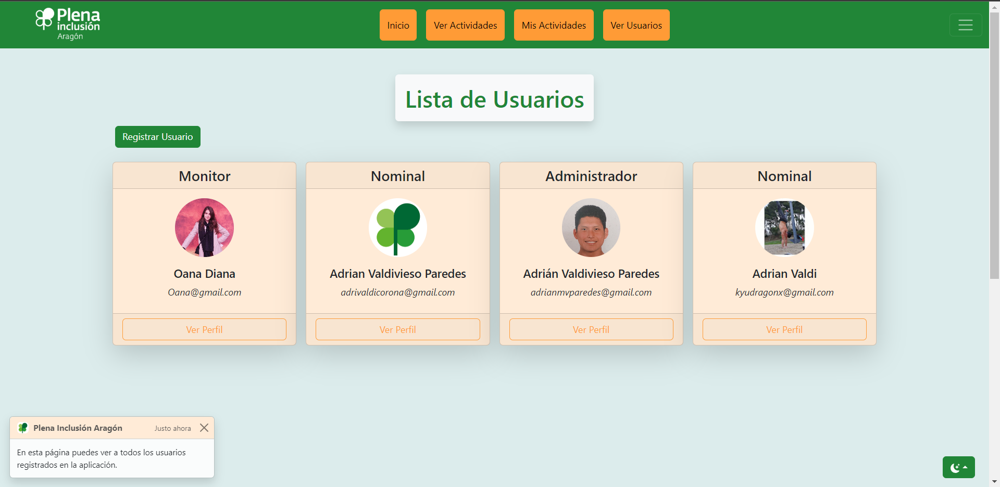 Plena
inclusión
Aragón
Inicio
Ver Actividades
Mis Actividades
Ver Usuarios
Lista de Usuarios
Registrar Usuario
Monitor
Oana Diana
Oana@gmail.com
Ver Perfil
Nominal
Adrian Valdivieso Paredes
adrivaldicorona@gmail.com
Ver Perfil
Administrador
Adrián Valdivieso Paredes
adrianmvparedes@gmail.com
Ver Perfil
Nominal
Adrian Valdi
kyudragonx@gmail.com
Ver Perfil
Plena Inclusión Aragón
Justo ahora
En esta página puedes ver a todos los usuarios
registrados en la aplicación.